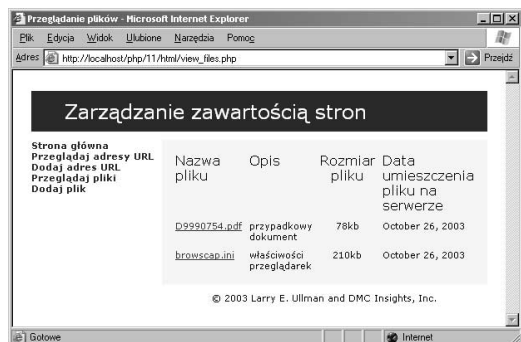 Przeglądanie plików - Microsoft Internet Explorer
Plik Edycja Widok Ulubione Narzędzia Pomoc
Adres http://localhost/php/11/html/view_files.php Przejdź
Zarządzanie zawartością stron
Strona główna
Przeglądaj adresy URL
Dodaj adres URL
Przeglądaj pliki
Dodaj plik
Nazwa pliku Opis Rozmiar pliku Data umieszczenia pliku na serwerze
D9990754.pdf przypadkowy dokument 78kb October 26, 2003
browscap.ini właściwości przeglądarek 210kb October 26, 2003
© 2003 Larry E. Ullman and DMC Insights, Inc.
Gotowe Internet